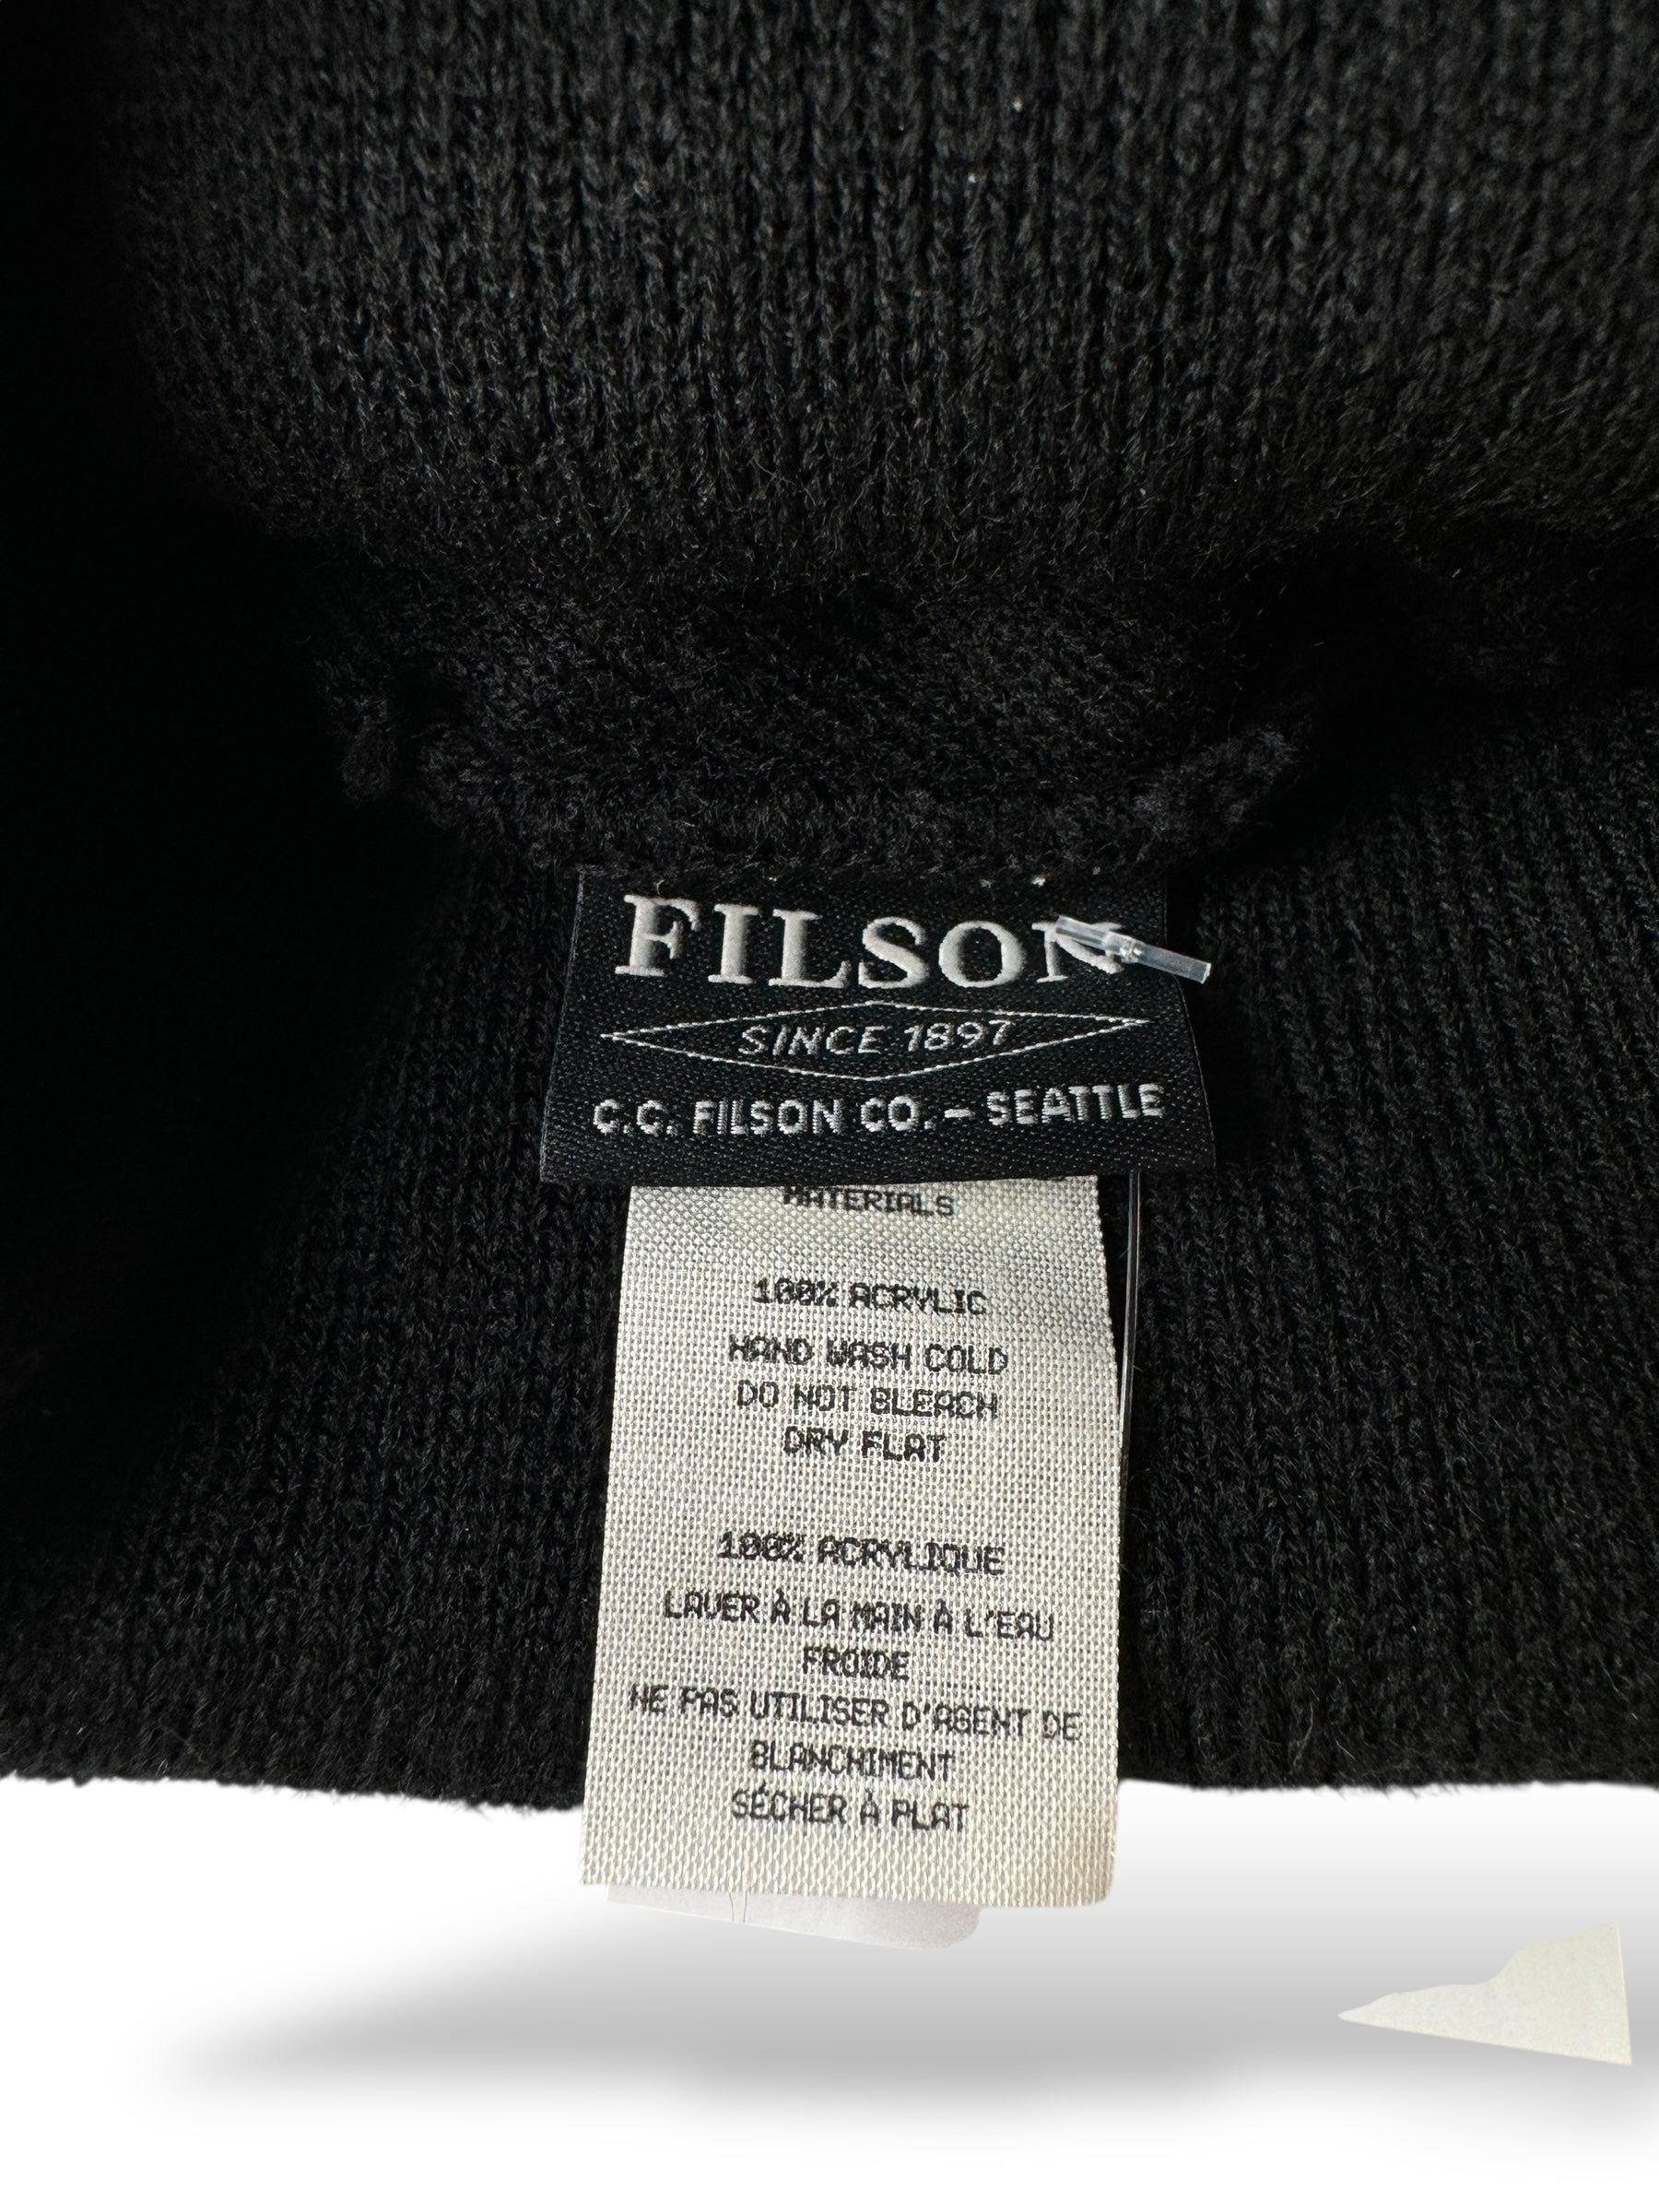 FILSON
SINCE 1897
C.C. FILSON CO. – SEATTLE
MATERIALS
100% ACRYLIC
HAND WASH COLD
DO NOT BLEACH
DRY FLAT
100% ACRYLIQUE
LAVER À LA MAIN À L'EAU
FROIDE
NE PAS UTILISER D'AGENT DE
BLANCHIMENT
SÉCHER À PLAT